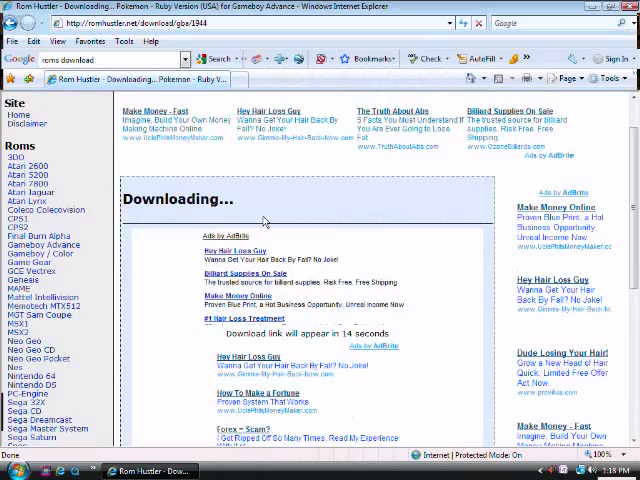 Rom Hustler - Downloading... Pokemon - Ruby Version (USA) for Gameboy Advance - Windows Internet Explorer
http://romhustler.net/download/gba/1944
Google
File Edit View Favorites Tools Help
Google roms download Search Bookmarks Check AutoFill Sign In
Rom Hustler - Downloading... Pokemon - Ruby V... Page Tools
Site
Home
Disclaimer
Roms
3DO
Atari 2600
Atari 5200
Atari 7800
Atari Jaguar
Atari Lynx
Coleco Colecovision
CPS1
CPS2
Final Burn Alpha
Gameboy Advance
Gameboy / Color
Game Gear
GCE Vectrex
Genesis
MAME
Mattel Intellivision
Memotech MTX512
MGT Sam Coupe
MSX1
MSX2
Neo Geo
Neo Geo CD
Neo Geo Pocket
Nes
Nintendo 64
Nintendo DS
PC-Engine
Sega 32X
Sega CD
Sega Dreamcast
Sega Master System
Sega Saturn
Make Money - Fast
Imagine, Build Your Own Money Making Machine Online
www.UclePhilsMoneyMaker.com
Hey Hair Loss Guy
Wanna Get Your Hair Back By Fall? No Joke!
www.Gimmie-My-Hair-Back-Now.com
The Truth About Abs
5 Facts You Must Understand if You Are Ever Going to Lose Fat.
www.TruthAboutAbs.com
Billiard Supplies On Sale
The trusted source for billiard supplies. Risk Free. Free Shipping.
www.OzoneBilliards.com
Ads by AdBrite
Downloading...
Ads by AdBrite
Hey Hair Loss Guy
Wanna Get Your Hair Back By Fall? No Joke!
Billiard Supplies On Sale
The trusted source for billiard supplies. Risk Free. Free Shipping.
Make Money Online
Proven Blue Print, a Hot Business Opportunity, Unreal Income Now
#1 Hair Loss Treatment
Download link will appear in 14 seconds
Ads by AdBrite
Hey Hair Loss Guy
Wanna Get Your Hair Back By Fall? No Joke!
www.Gimmie-My-Hair-Back-Now.com
How To Make a Fortune
Proven System That Works
www.UclePhilsMoneyMaker.com
Forex = Scam?
I Got Ripped Off So Many Times. Read My Experience
Ads by AdBrite
Make Money Online
Proven Blue Print, a Hot
Business Opportunity,
Unreal Income Now
www.UclePhilsMoneyMaker.cc
Hey Hair Loss Guy
Wanna Get Your Hair
Back By Fall? No Joke!
www.Gimmie-My-Hair-Back-Nc
Dude Losing Your Hair!
Grow a New Head of Hair
Quick, Limited Free Offer
Act Now.
www.provilus.com
Make Money - Fast
Imagine, Build Your Own
Money Making Machine
Done Internet | Protected Mode: On 100%
Rom Hustler - Dow... 1:18 PM